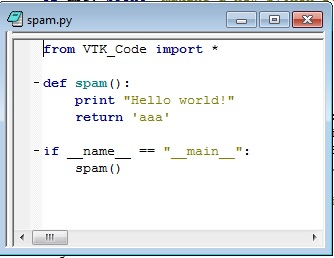 spam.py
from VTK_Code import *
def spam():
    print "Hello world!"
    return 'aaa'
if __name__ == "__main__":
    spam()